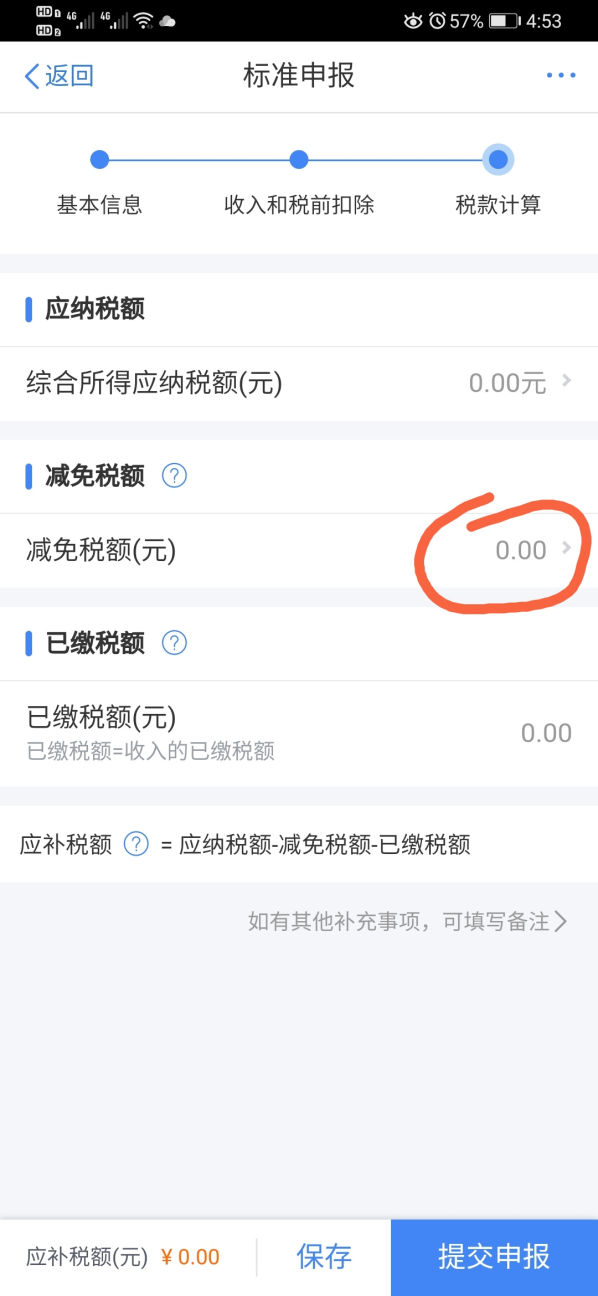 HD 1 4G 4G 57% 4:53
HD 2
返回 标准申报
基本信息 收入和税前扣除 税款计算
应纳税额
综合所得应纳税额(元) 0.00元
减免税额 ?
减免税额(元) 0.00
已缴税额 ?
已缴税额(元) 0.00
已缴税额=收入的已缴税额
应补税额 ? = 应纳税额-减免税额-已缴税额
如有其他补充事项，可填写备注
应补税额(元) ¥ 0.00 保存 提交申报